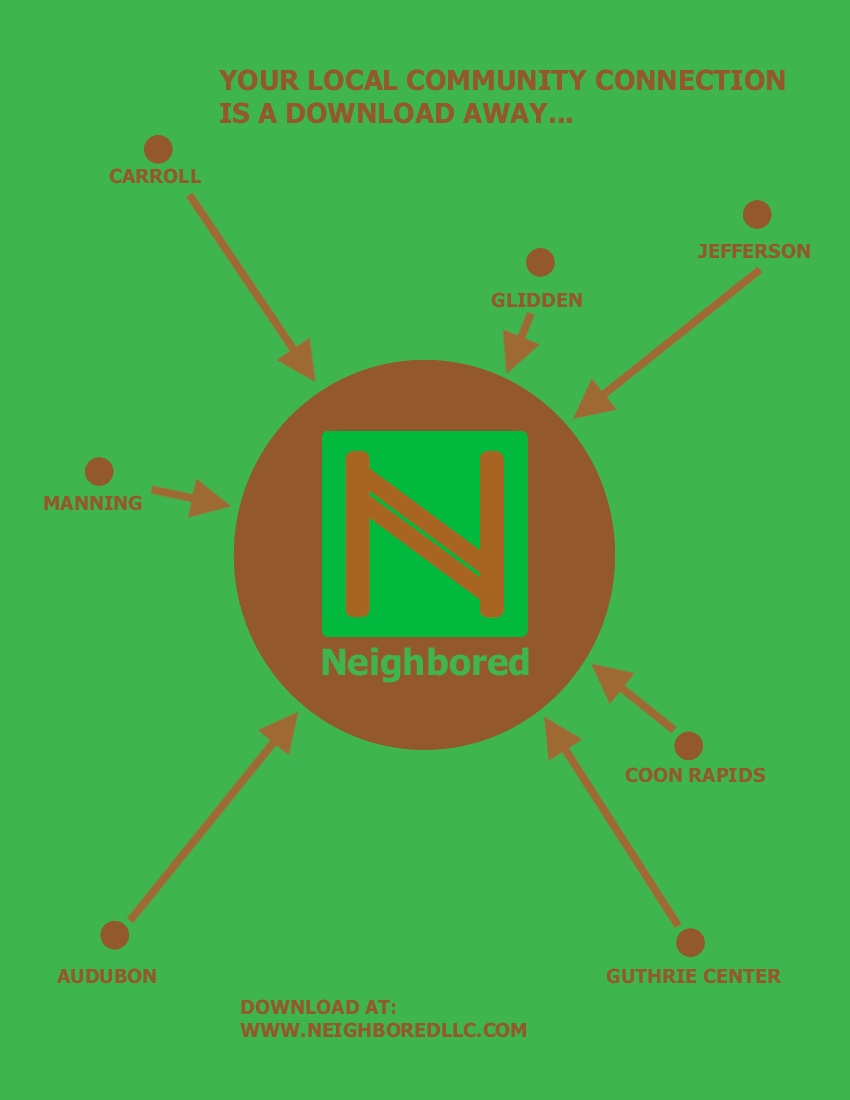 YOUR LOCAL COMMUNITY CONNECTION
IS A DOWNLOAD AWAY...
CARROLL
JEFFERSON
GLIDDEN
MANNING
N
Neighbored
COON RAPIDS
AUDUBON
GUTHRIE CENTER
DOWNLOAD AT:
WWW.NEIGHBOREDLLC.COM